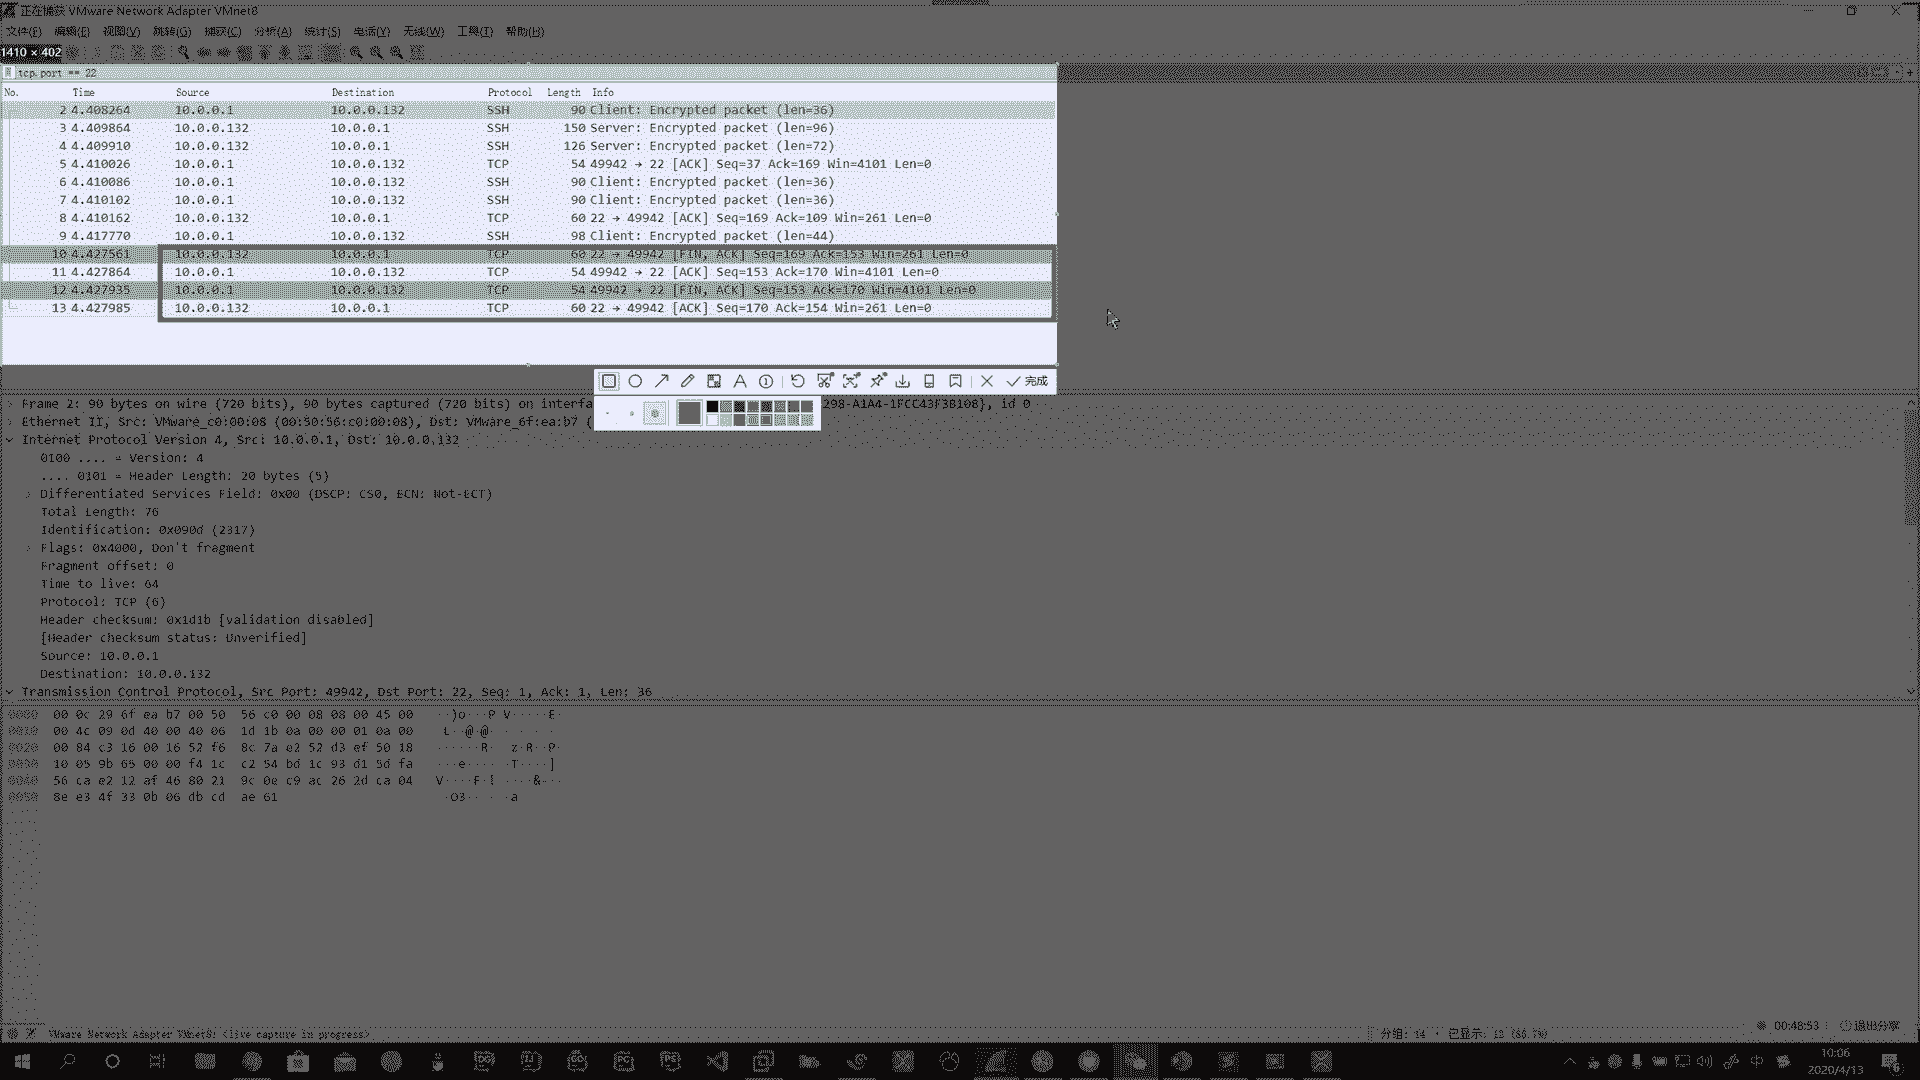 正在捕获 VMware Network Adapter VMnet8
文件(F) 编辑(E) 视图(V) 跳转(G) 捕获(C) 分析(A) 统计(S) 电话(Y) 无线(W) 工具(T) 帮助(H)
1410 × 402
tcp.port == 22
No. Time Source Destination Protocol Length Info
2 4.408264 10.0.0.1 10.0.0.132 SSH 90 Client: Encrypted packet (len=36)
3 4.409864 10.0.0.132 10.0.0.1 SSH 150 Server: Encrypted packet (len=96)
4 4.409910 10.0.0.132 10.0.0.1 SSH 126 Server: Encrypted packet (len=72)
5 4.410026 10.0.0.1 10.0.0.132 TCP 54 49942 → 22 [ACK] Seq=37 Ack=169 Win=4101 Len=0
6 4.410086 10.0.0.1 10.0.0.132 SSH 90 Client: Encrypted packet (len=36)
7 4.410102 10.0.0.1 10.0.0.132 SSH 90 Client: Encrypted packet (len=36)
8 4.410162 10.0.0.132 10.0.0.1 TCP 60 22 → 49942 [ACK] Seq=169 Ack=109 Win=261 Len=0
9 4.417770 10.0.0.1 10.0.0.132 SSH 98 Client: Encrypted packet (len=44)
10 4.427561 10.0.0.132 10.0.0.1 TCP 60 22 → 49942 [FIN, ACK] Seq=169 Ack=153 Win=261 Len=0
11 4.427864 10.0.0.1 10.0.0.132 TCP 54 49942 → 22 [ACK] Seq=153 Ack=170 Win=4101 Len=0
12 4.427935 10.0.0.1 10.0.0.132 TCP 54 49942 → 22 [FIN, ACK] Seq=153 Ack=170 Win=4101 Len=0
13 4.427985 10.0.0.132 10.0.0.1 TCP 60 22 → 49942 [ACK] Seq=170 Ack=154 Win=261 Len=0
完成
Frame 2: 90 bytes on wire (720 bits), 90 bytes captured (720 bits) on interfa 298-A1A4-1FCC43F3B108}, id 0
Ethernet II, Src: VMware_c0:00:08 (00:50:56:c0:00:08), Dst: VMware_6f:ea:b7 (
Internet Protocol Version 4, Src: 10.0.0.1, Dst: 10.0.0.132
0100 .... = Version: 4
.... 0101 = Header Length: 20 bytes (5)
Differentiated Services Field: 0x00 (DSCP: CS0, ECN: Not-ECT)
Total Length: 76
Identification: 0x090d (2317)
Flags: 0x4000, Don't fragment
Fragment offset: 0
Time to live: 64
Protocol: TCP (6)
Header checksum: 0x1d1b [validation disabled]
[Header checksum status: Unverified]
Source: 10.0.0.1
Destination: 10.0.0.132
Transmission Control Protocol, Src Port: 49942, Dst Port: 22, Seq: 1, Ack: 1, Len: 36
0000 00 0c 29 6f ea b7 00 50 56 c0 00 08 08 00 45 00 ··)o···P V·····E·
0010 00 4c 09 0d 40 00 40 06 1d 1b 0a 00 00 01 0a 00
0020 00 84 c3 16 00 16 52 f6 8c 7a e2 52 d3 ef 50 18
0030 10 05 9b 65 00 00 f4 1c c2 54 bd 1c 93 d1 5d fa
0040 56 ca e2 12 af 46 80 21 9c 0e c9 ac 26 2d ca 04
0050 8e e3 4f 33 0b 06 db cd ae 61
VMware Network Adapter VMnet8: <live capture in progress>
分组: 14 · 已显示: 12 (85.7%)
00:48:53 退出分享
中
10:06
2020/4/13